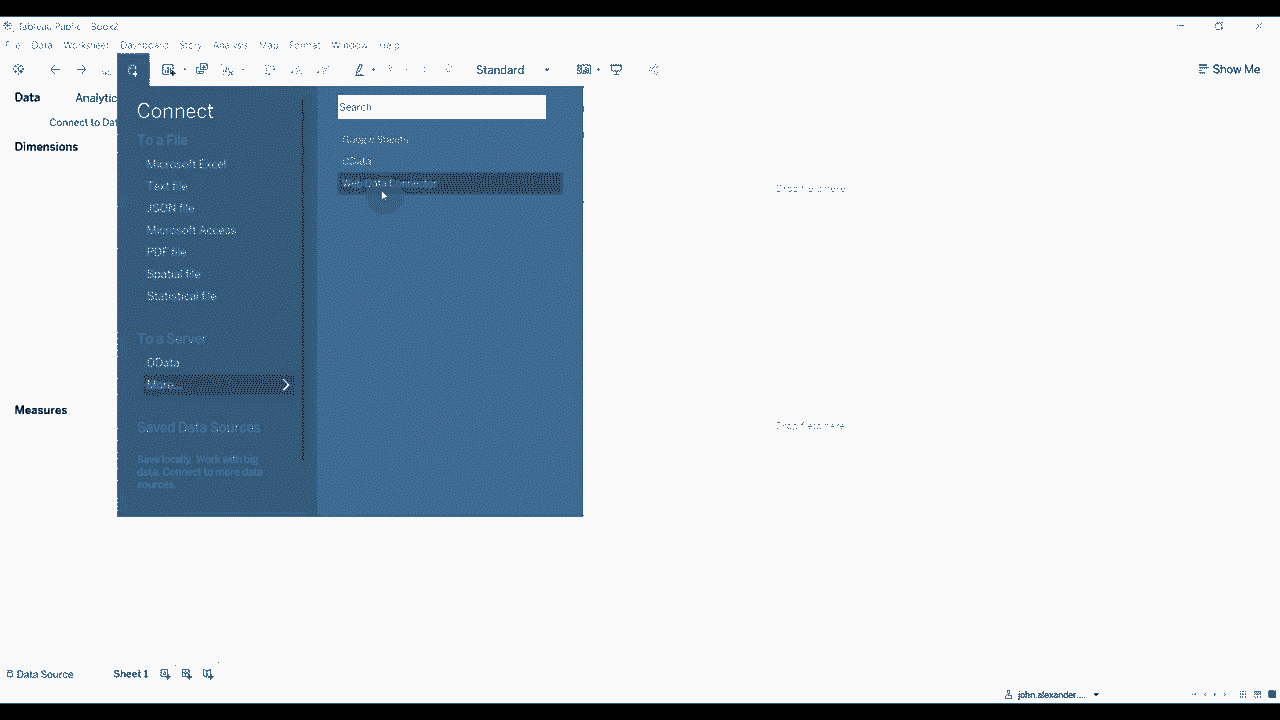 Tableau Public - Book2
File Data Worksheet Dashboard Story Analysis Map Format Window Help
Standard
Show Me
Data
Analytic
Connect to Dat
Dimensions
Measures
Connect
To a File
Microsoft Excel
Text file
JSON file
Microsoft Access
PDF file
Spatial file
Statistical file
To a Server
OData
More...
Saved Data Sources
Save locally. Work with big
data. Connect to more data
sources.
Search
Google Sheets
OData
Web Data Connector
Drop field here
Drop field here
Data Source
Sheet 1
john.alexander....